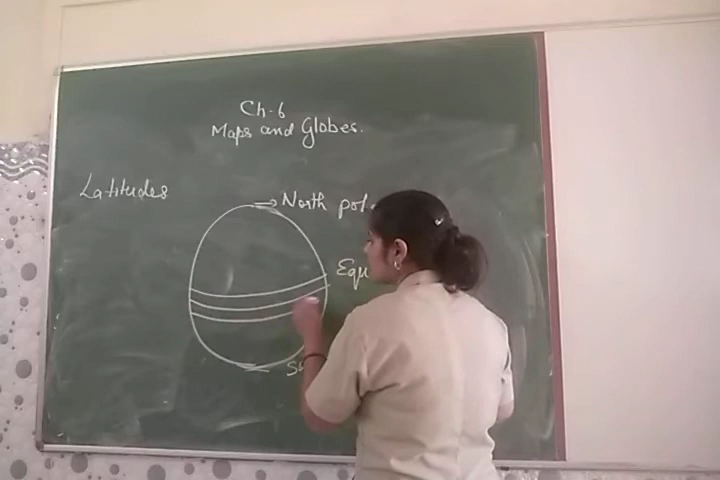 Ch-6
Maps and Globes.
Latitudes
⇒ North pol
Equ